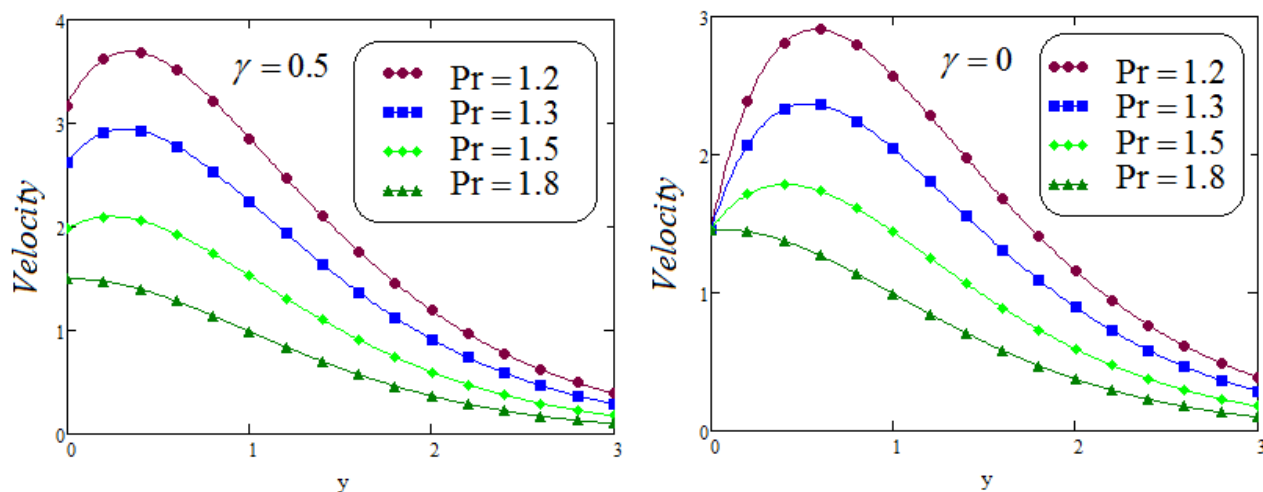 4
3
2
1
0
Velocity
γ = 0.5
Pr = 1.2
Pr = 1.3
Pr = 1.5
Pr = 1.8
0 1 2 3
y
3
2
1
0
Velocity
γ = 0
Pr = 1.2
Pr = 1.3
Pr = 1.5
Pr = 1.8
0 1 2 3
y